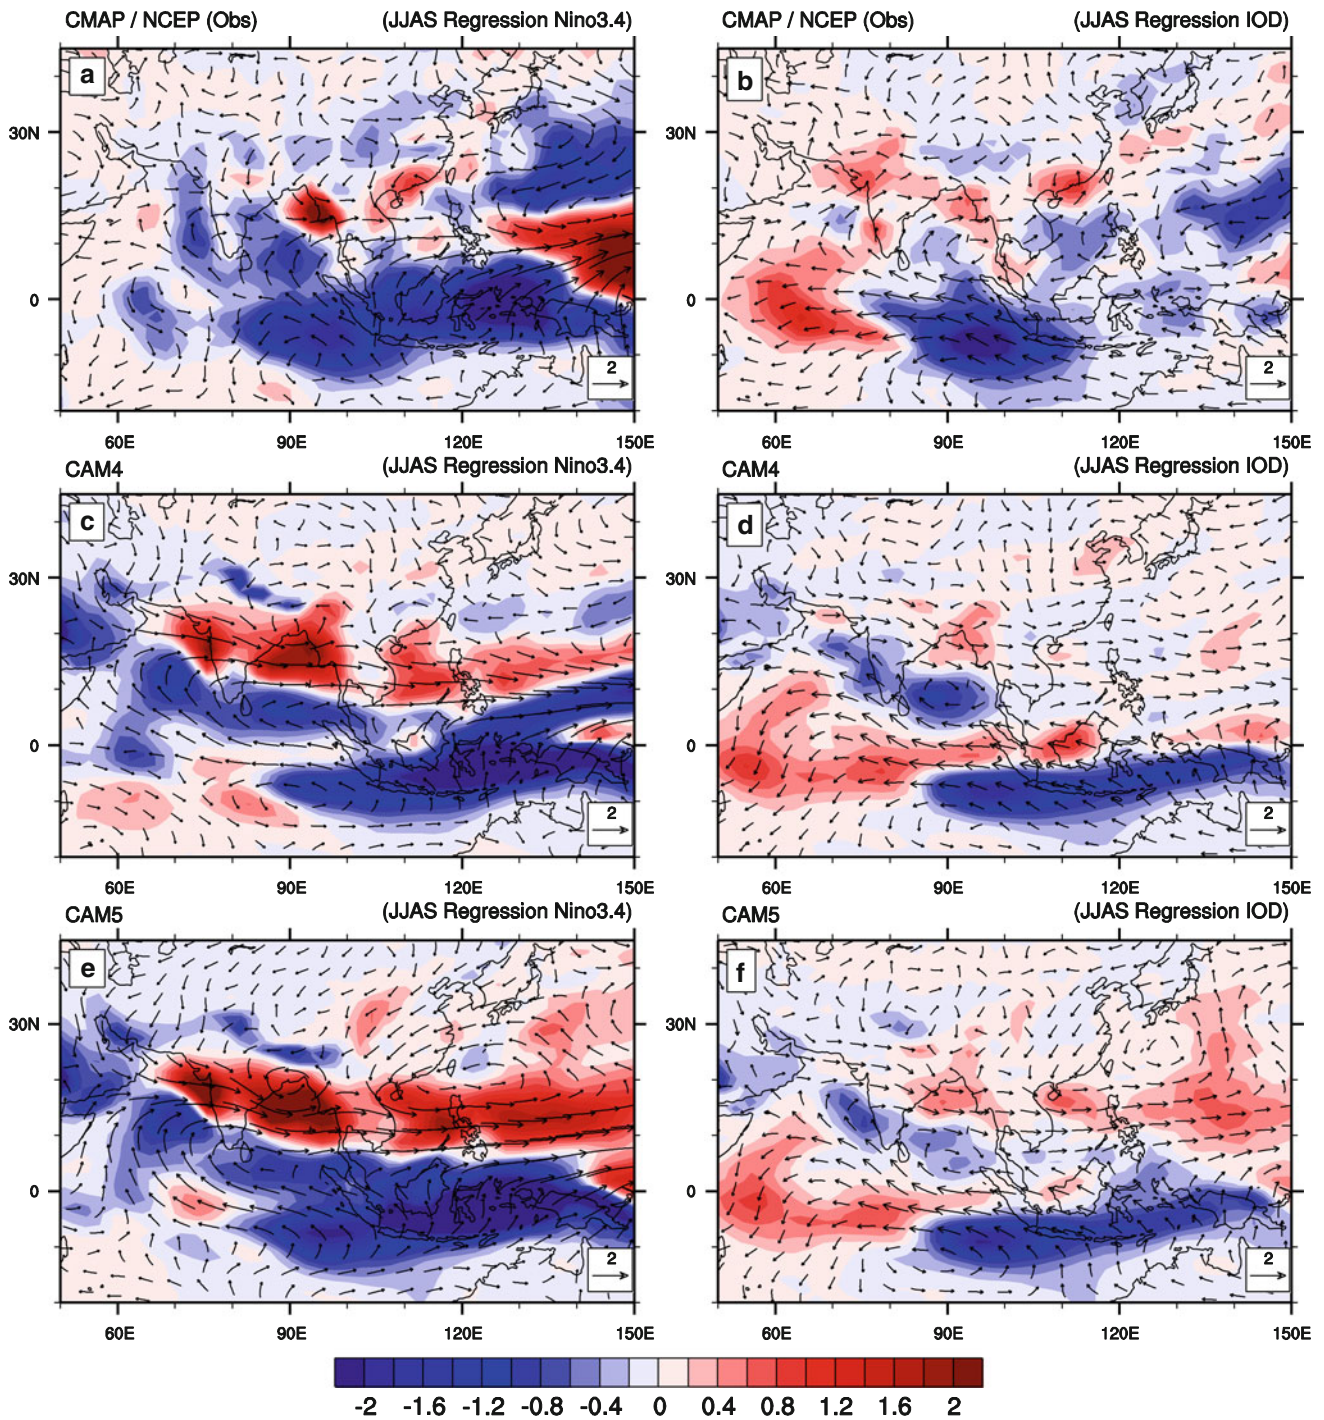 CMAP / NCEP (Obs) (JJAS Regression Nino3.4)
CMAP / NCEP (Obs) (JJAS Regression IOD)
a
b
30N
30N
0
0
2
2
60E 90E 120E 150E
60E 90E 120E 150E
CAM4 (JJAS Regression Nino3.4)
CAM4 (JJAS Regression IOD)
c
d
30N
30N
0
0
2
2
60E 90E 120E 150E
60E 90E 120E 150E
CAM5 (JJAS Regression Nino3.4)
CAM5 (JJAS Regression IOD)
e
f
30N
30N
0
0
2
2
60E 90E 120E 150E
60E 90E 120E 150E
-2 -1.6 -1.2 -0.8 -0.4 0 0.4 0.8 1.2 1.6 2